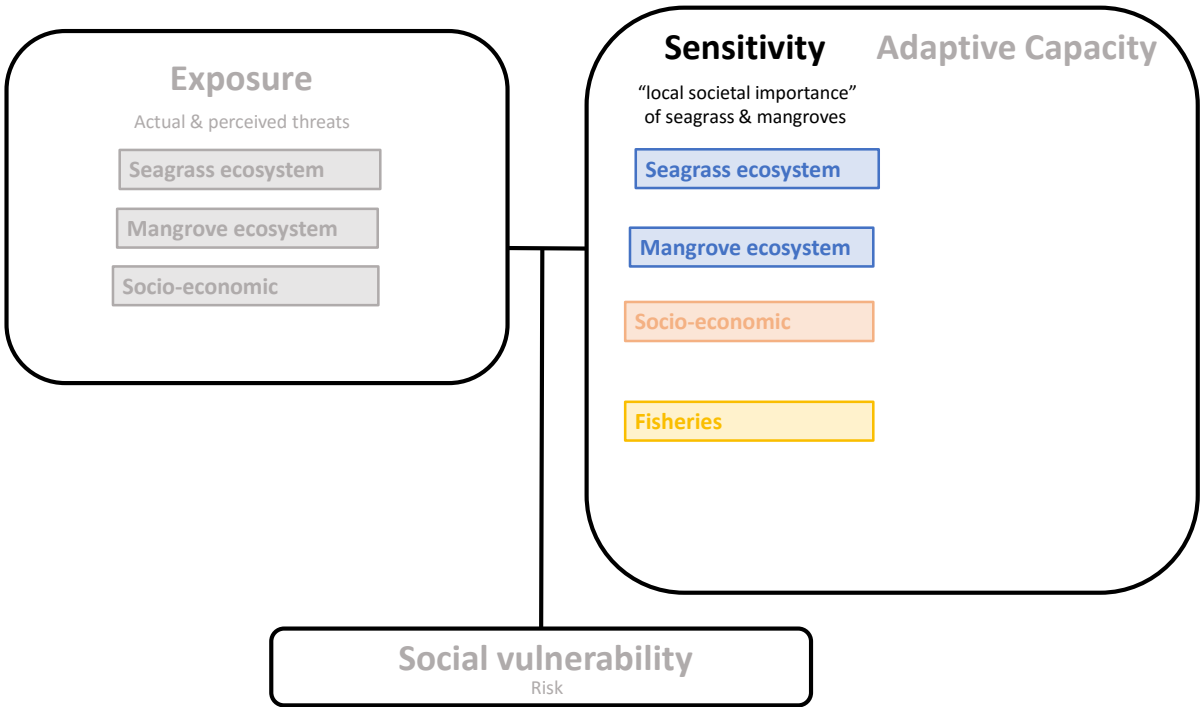 Exposure
Actual & perceived threats
Seagrass ecosystem
Mangrove ecosystem
Socio-economic
Sensitivity
“local societal importance”
of seagrass & mangroves
Seagrass ecosystem
Mangrove ecosystem
Socio-economic
Fisheries
Adaptive Capacity
Social vulnerability
Risk